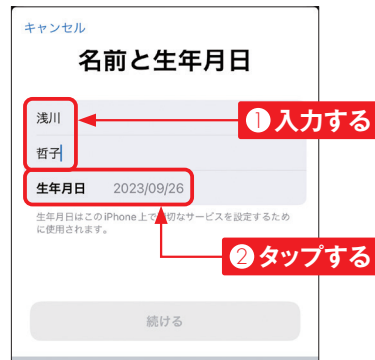 キャンセル
名前と生年月日
浅川
❶入力する
哲子
生年月日 2023/09/26
生年月日はこのiPhone上で切なサービスを設定するため
に使用されます。
❷タップする
続ける